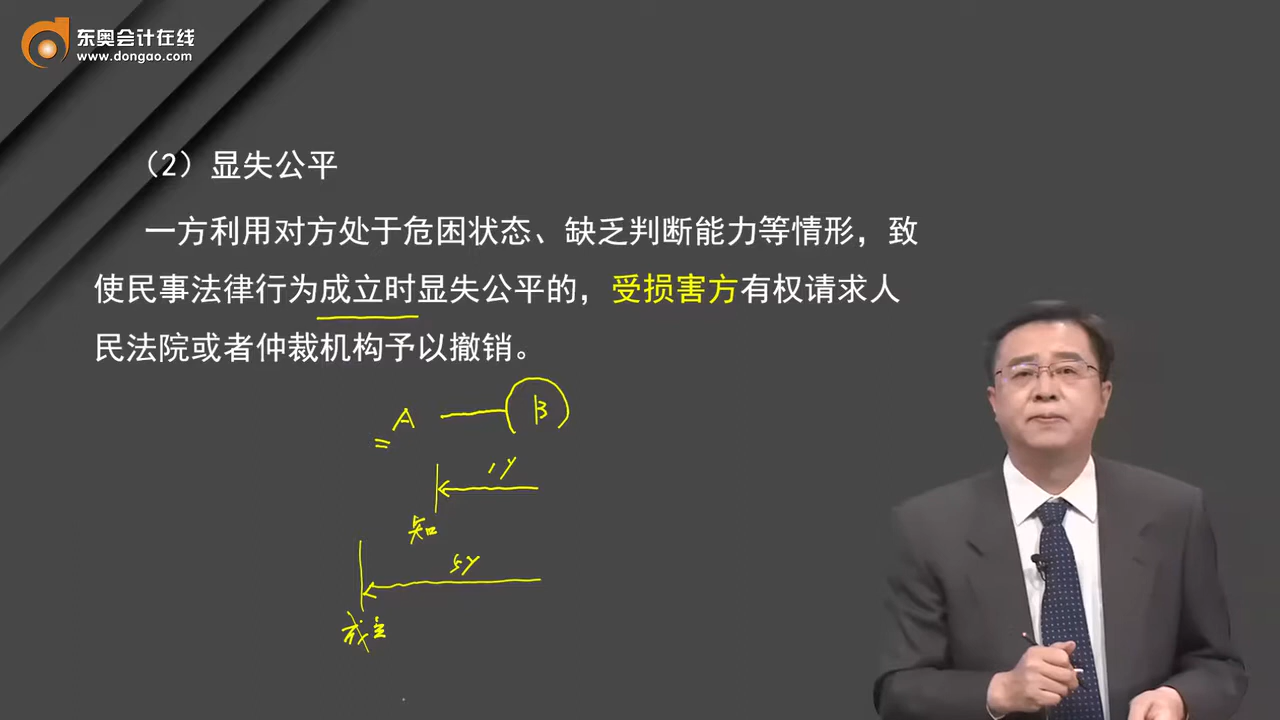 东奥会计在线
www.dongao.com
（2）显失公平
一方利用对方处于危困状态、缺乏判断能力等情形，致
使民事法律行为成立时显失公平的，受损害方有权请求人
民法院或者仲裁机构予以撤销。
A B
1y
知
5y
成立